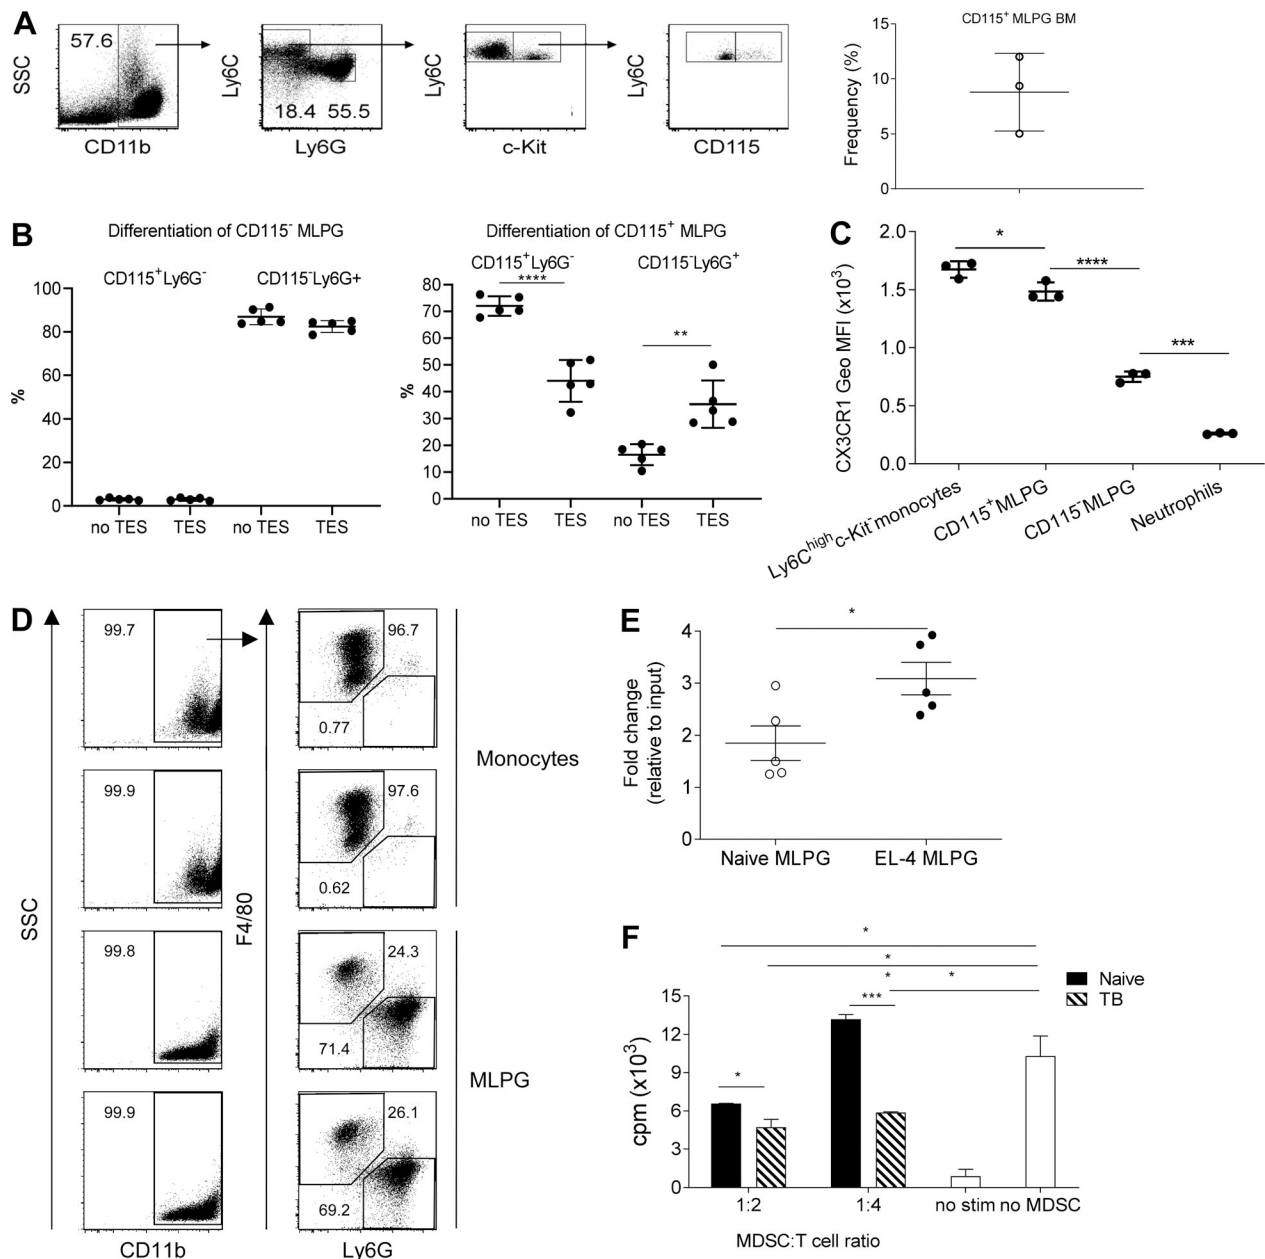 A
SSC
57.6
CD11b
Ly6C
18.4 55.5
Ly6G
Ly6C
c-Kit
Ly6C
CD115
CD115+ MLPG BM
Frequency (%)
15
10
5
0
B
Differentiation of CD115- MLPG
CD115+Ly6G-
CD115-Ly6G+
%
100
80
60
40
20
0
no TES
TES
no TES
TES
Differentiation of CD115+ MLPG
CD115+Ly6G-
CD115-Ly6G+
****
**
%
80
70
60
50
40
30
20
10
0
no TES
TES
no TES
TES
C
CX3CR1 Geo MFI (x10³)
2.0
1.5
1.0
0.5
0.0
*
****
***
Ly6Chighc-Kit-monocytes
CD115+MLPG
CD115-MLPG
Neutrophils
D
SSC
F4/80
99.7
96.7
0.77
99.9
97.6
0.62
Monocytes
99.8
24.3
71.4
99.9
26.1
69.2
MLPG
CD11b
Ly6G
E
*
Fold change
(relative to input)
4
3
2
1
0
Naive MLPG
EL-4 MLPG
F
*
*
* *
***
*
Naive
TB
cpm (x10³)
15
12
9
6
3
0
1:2
1:4
no stim
no MDSC
MDSC:T cell ratio